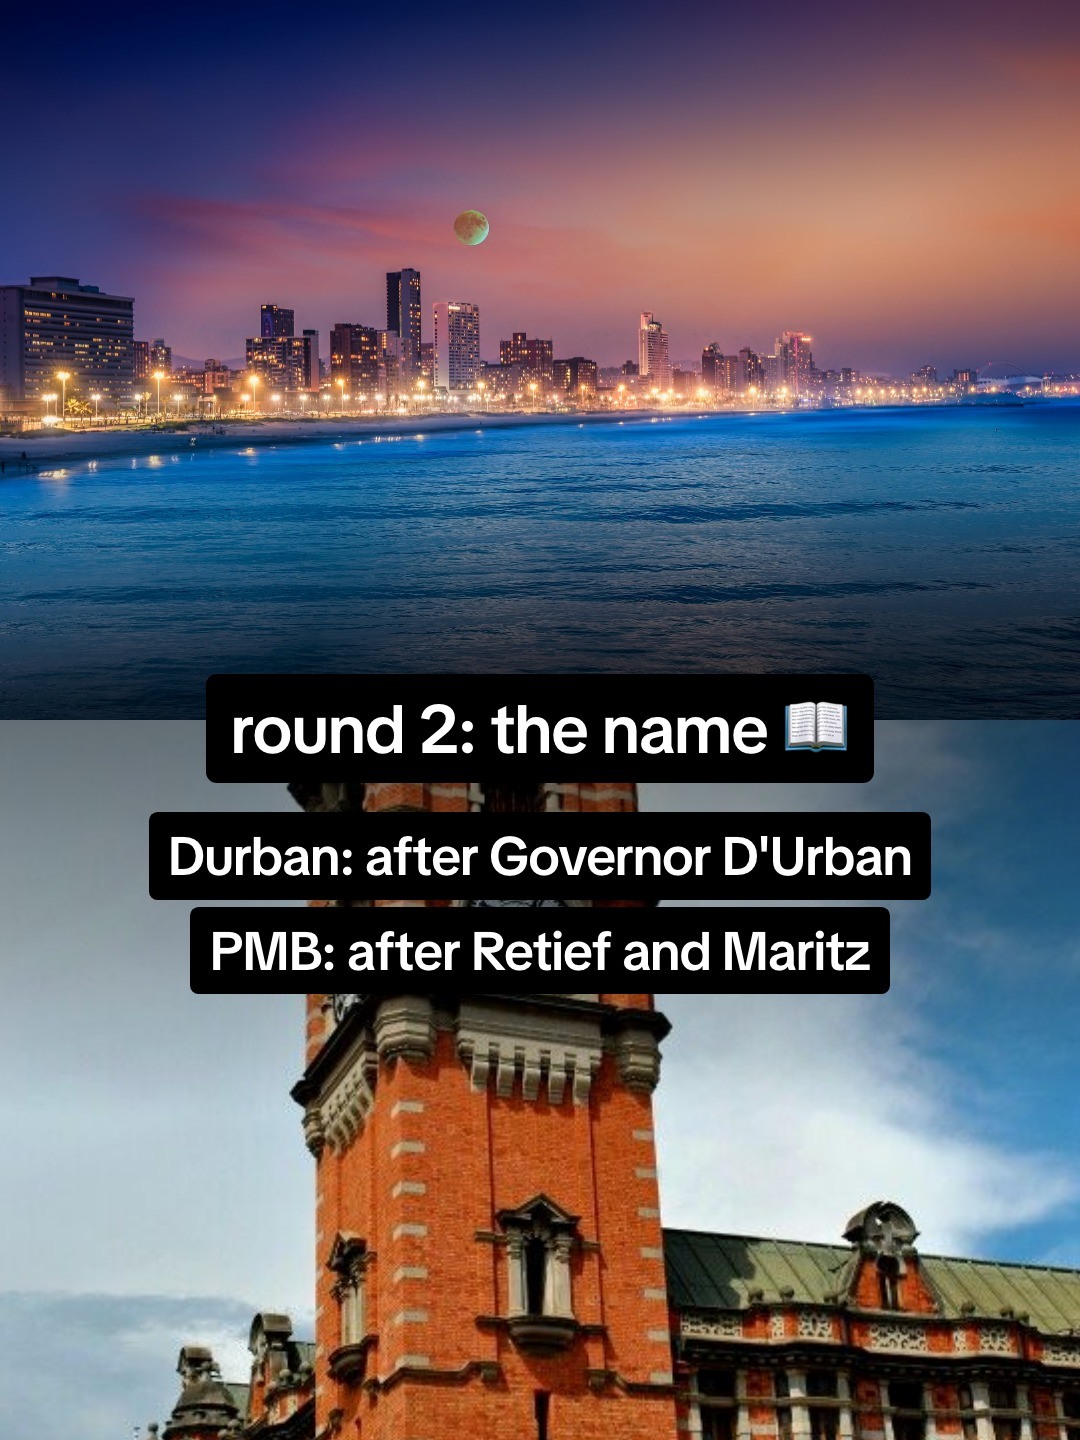 round 2: the name 📖
Durban: after Governor D'Urban
PMB: after Retief and Maritz